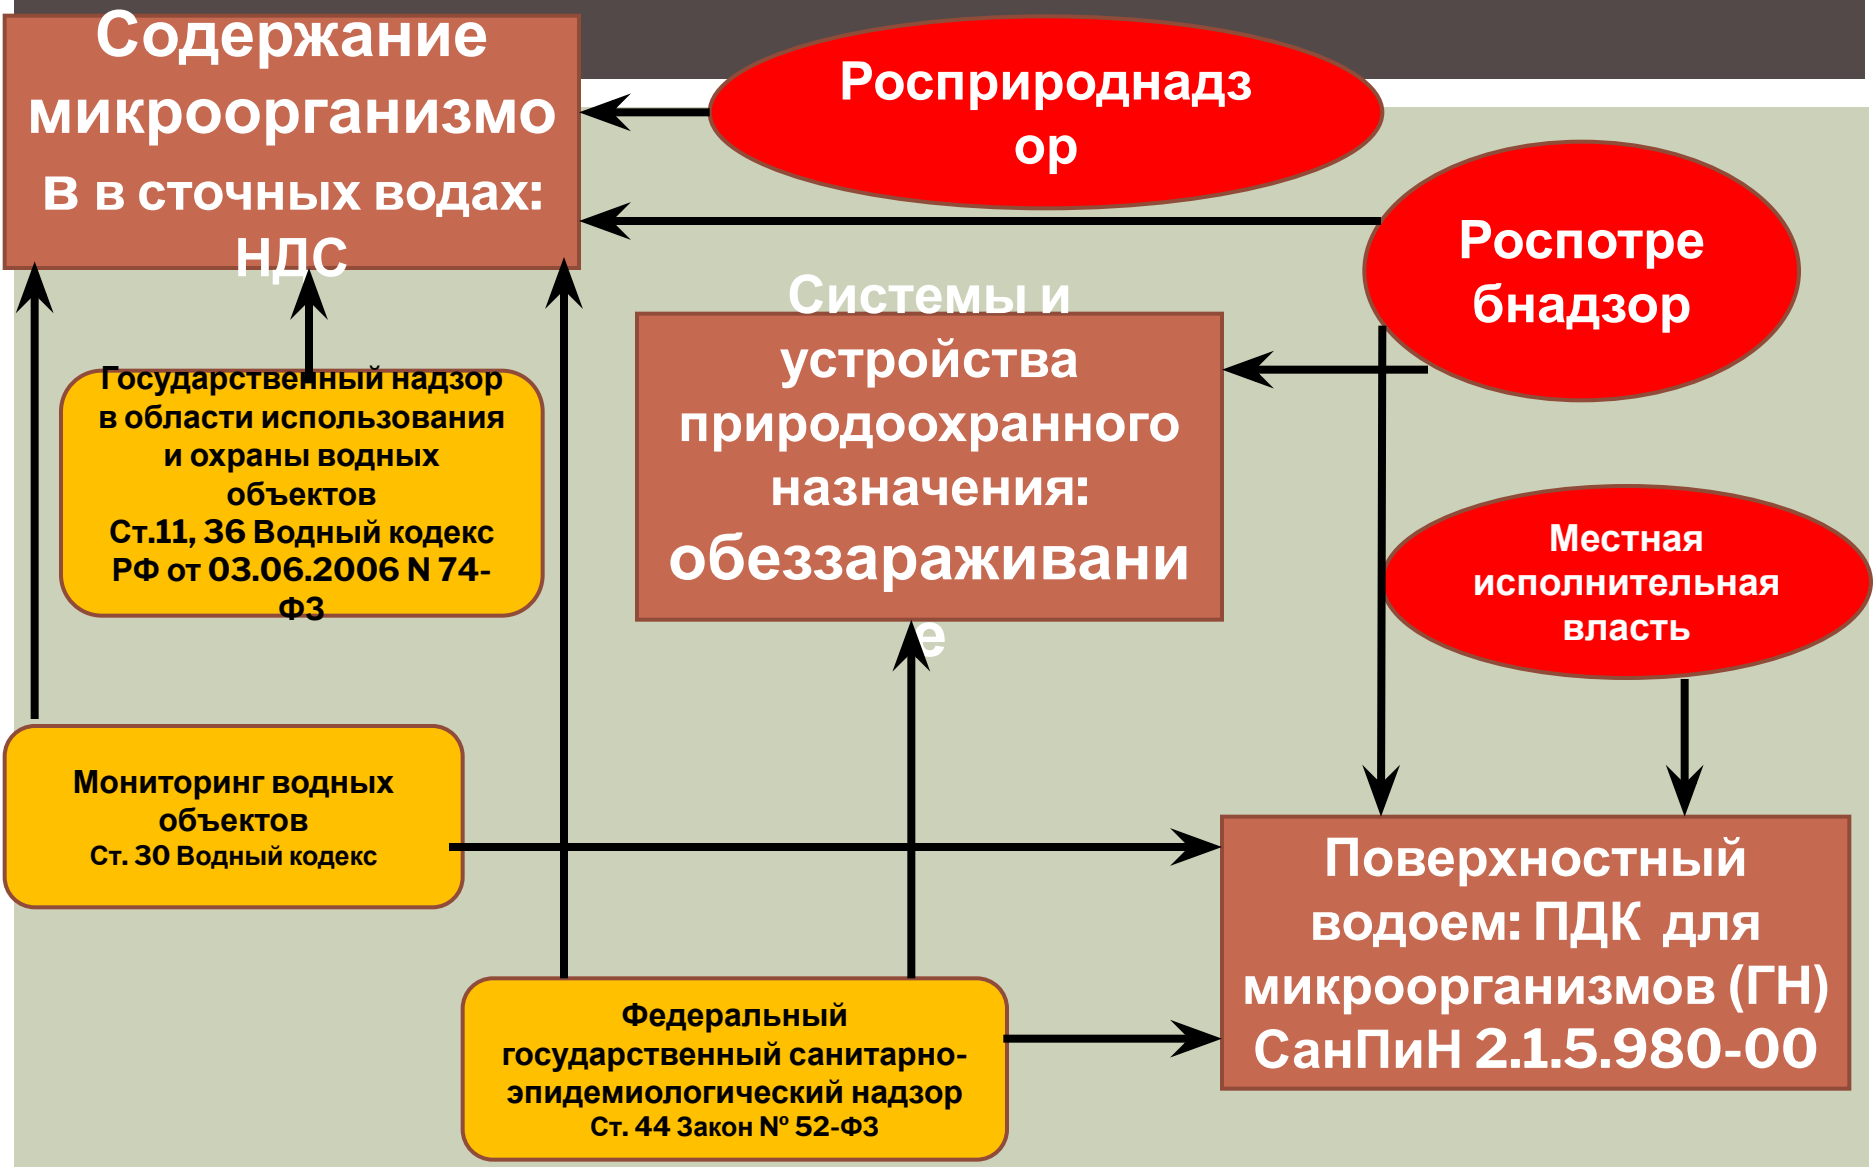 Содержание
микроорганизмо
в в сточных водах:
НДС
Росприроднадз
ор
Роспотре
бнадзор
Системы и
устройства
природоохранного
назначения:
обеззараживани
е
Государственный надзор
в области использования
и охраны водных
объектов
Ст.11, 36 Водный кодекс
РФ от 03.06.2006 N 74-
ФЗ
Местная
исполнительная
власть
Мониторинг водных
объектов
Ст. 30 Водный кодекс
Поверхностный
водоем: ПДК для
микроорганизмов (ГН)
СанПиН 2.1.5.980-00
Федеральный
государственный санитарно-
эпидемиологический надзор
Ст. 44 Закон № 52-ФЗ